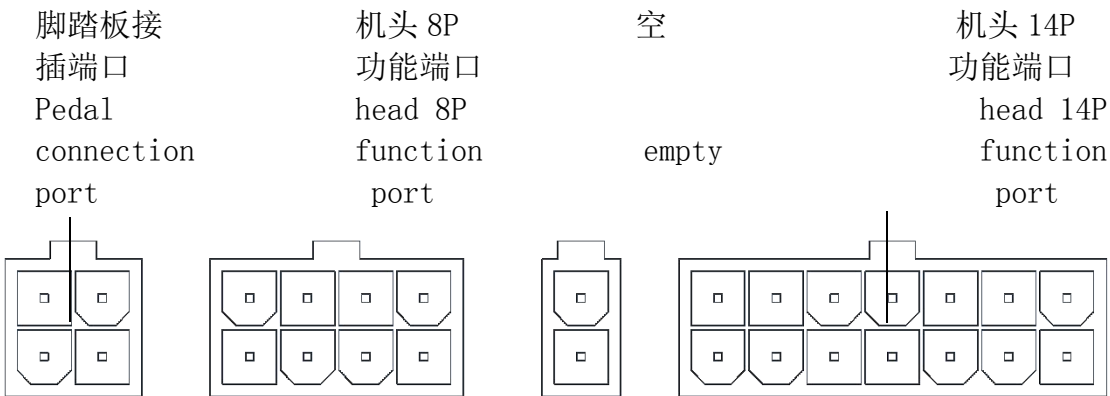 脚踏板接
插端口
Pedal
connection
port
机头 8P
功能端口
head 8P
function
port
空
empty
机头 14P
功能端口
head 14P
function
port